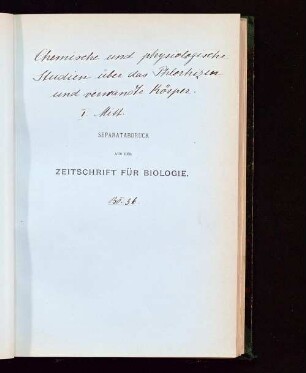 Chemische und physiologische
Studien über das Phlorhizin
und verwandte Körper.
I. Mitt.
SEPARATABDRUCK
AUS DER
ZEITSCHRIFT FÜR BIOLOGIE.
Bd. 36